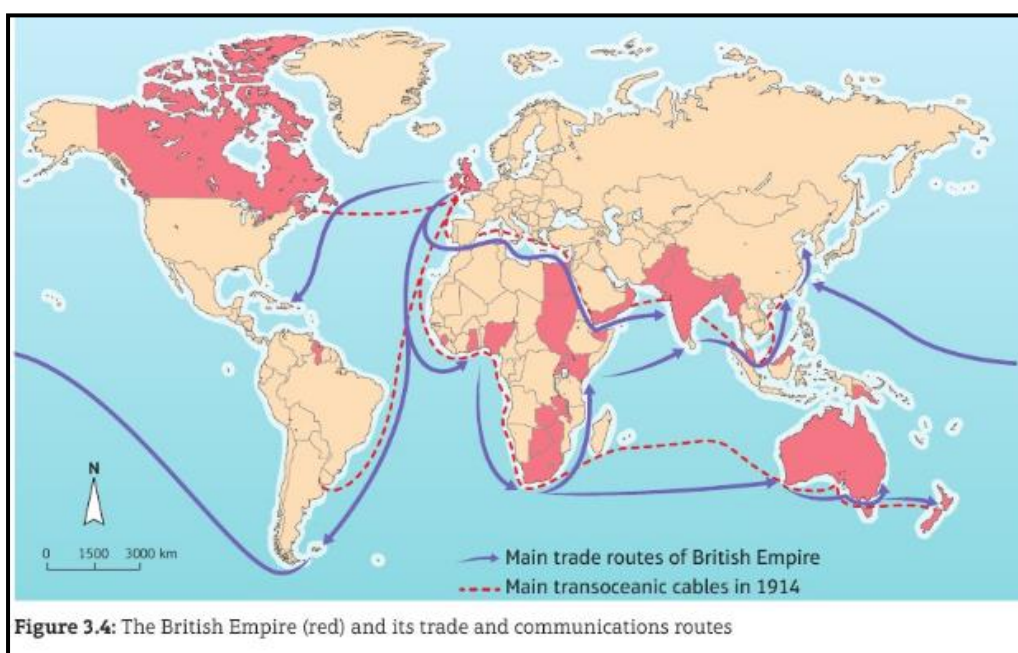 N
0 1500 3000 km
Main trade routes of British Empire
Main transoceanic cables in 1914
Figure 3.4: The British Empire (red) and its trade and communications routes